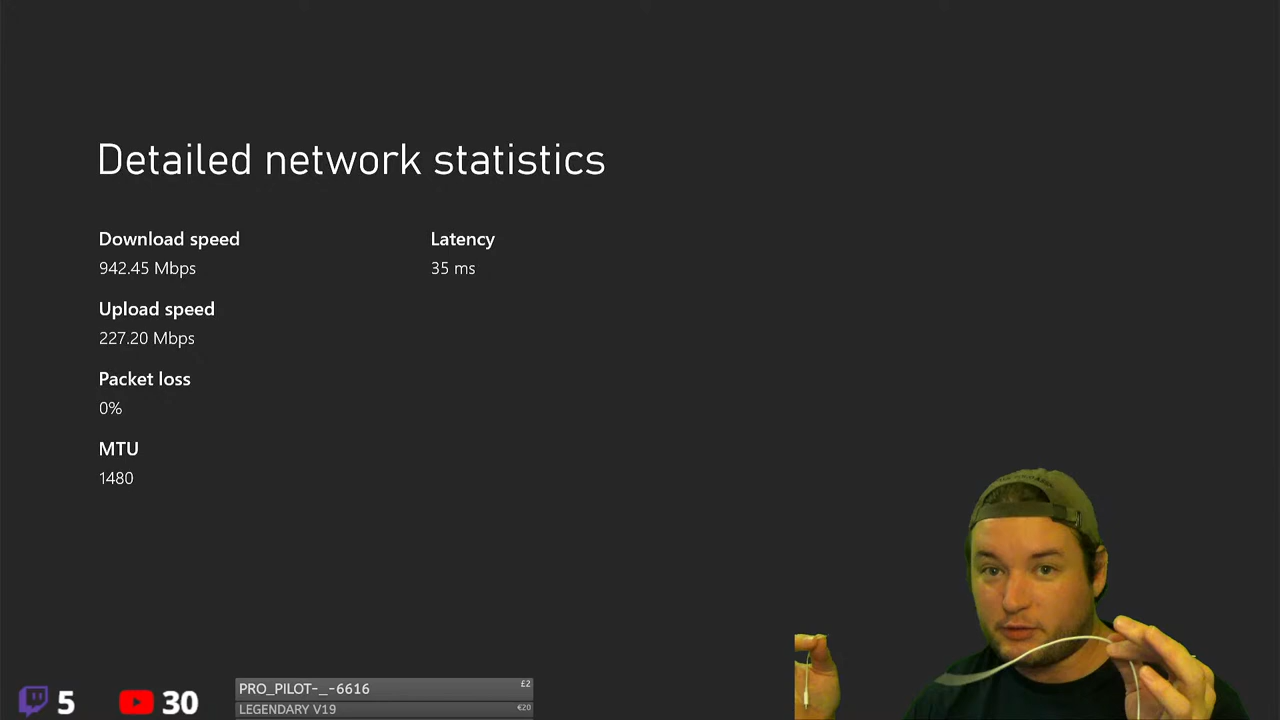 Detailed network statistics
Download speed
942.45 Mbps
Latency
35 ms
Upload speed
227.20 Mbps
Packet loss
0%
MTU
1480
5
30
PRO_PILOT-_-6616 £2
LEGENDARY V19 €20